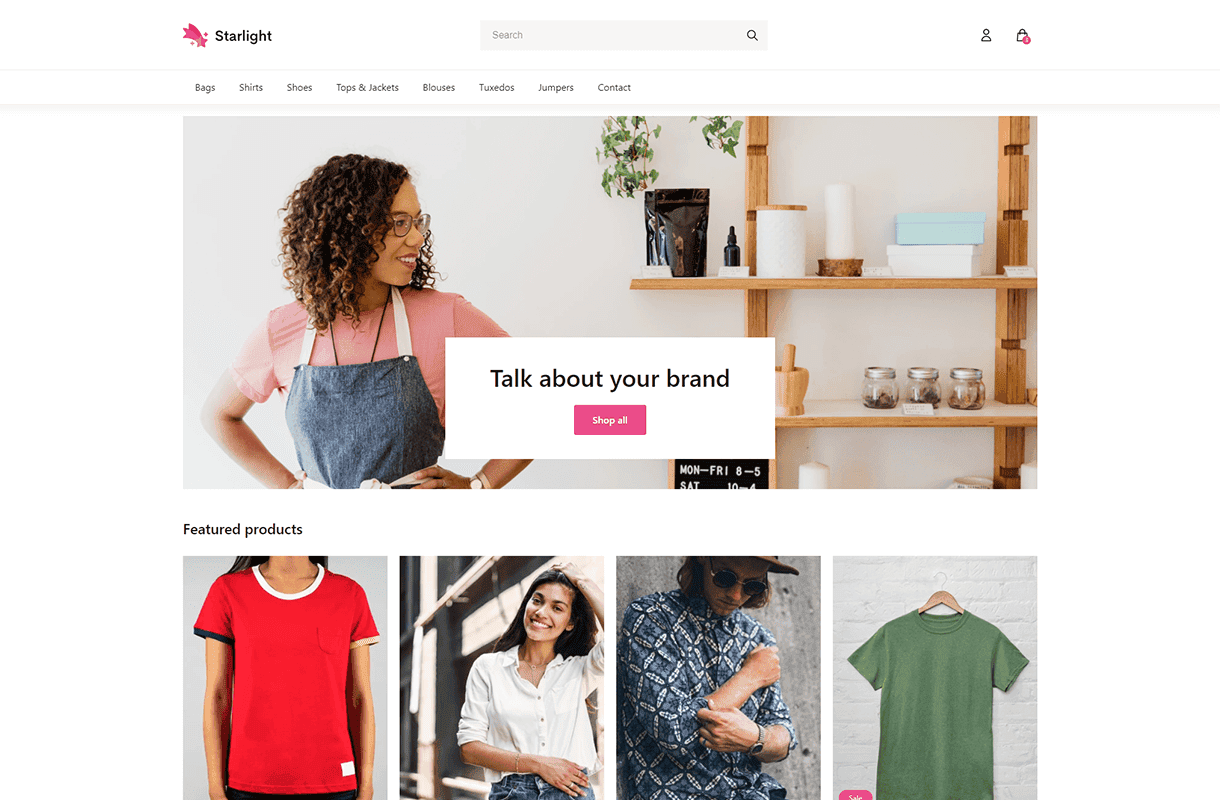 Starlight
Search
Bags
Shirts
Shoes
Tops & Jackets
Blouses
Tuxedos
Jumpers
Contact
Talk about your brand
Shop all
MON–FRI 8–5
SAT 10–4
Featured products
Sale